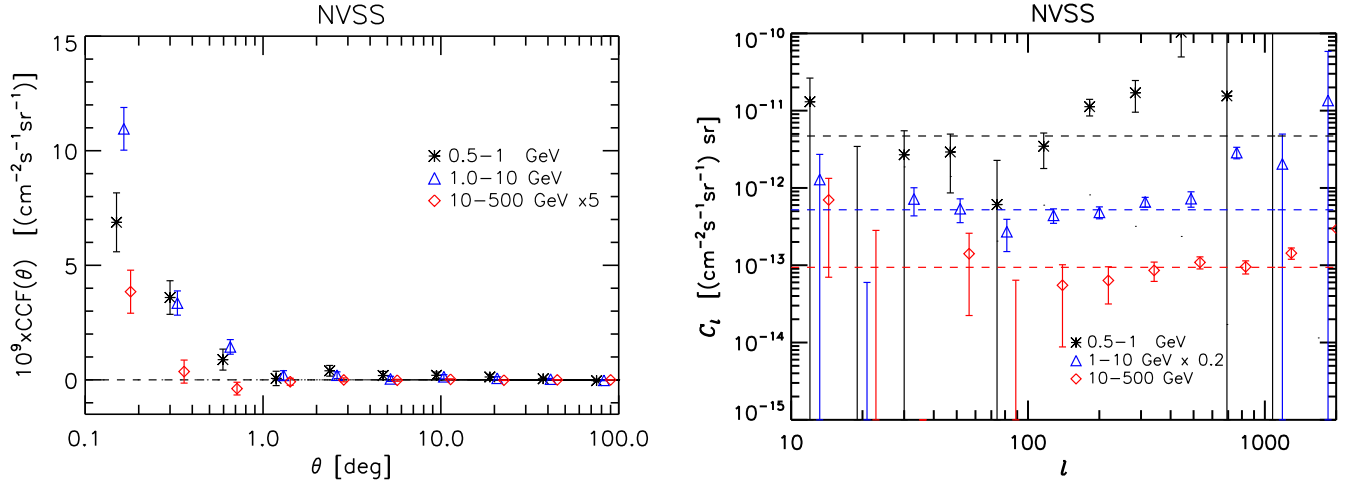 NVSS
15
10
5
0
10⁹xCCF(θ) [(cm⁻²s⁻¹sr⁻¹)]
0.5−1 GeV
1.0−10 GeV
10−500 GeV x5
0.1
1.0
10.0
100.0
θ [deg]
NVSS
10⁻¹⁰
10⁻¹¹
10⁻¹²
10⁻¹³
10⁻¹⁴
10⁻¹⁵
C_l [(cm⁻²s⁻¹sr⁻¹) sr]
0.5−1 GeV
1−10 GeV x 0.2
10−500 GeV
10
100
1000
l